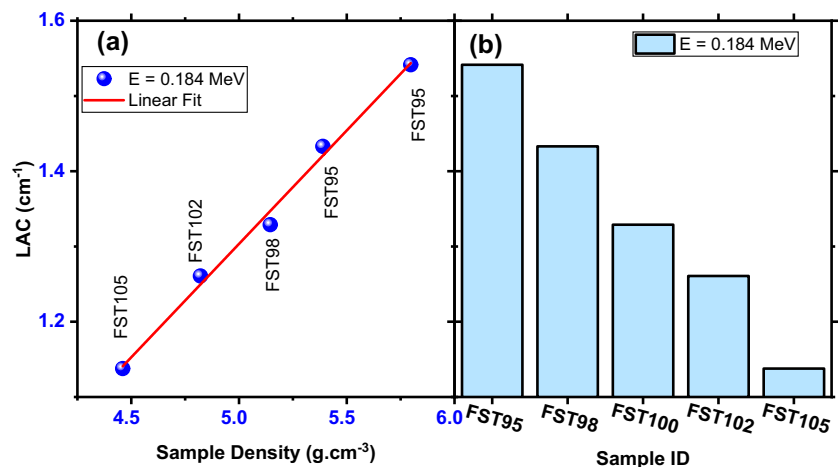 (a)
E = 0.184 MeV
Linear Fit
FST105
FST102
FST98
FST95
FST95
LAC (cm⁻¹)
1.6
1.4
1.2
4.5
5.0
5.5
6.0
Sample Density (g.cm⁻³)
(b)
E = 0.184 MeV
FST95
FST98
FST100
FST102
FST105
Sample ID